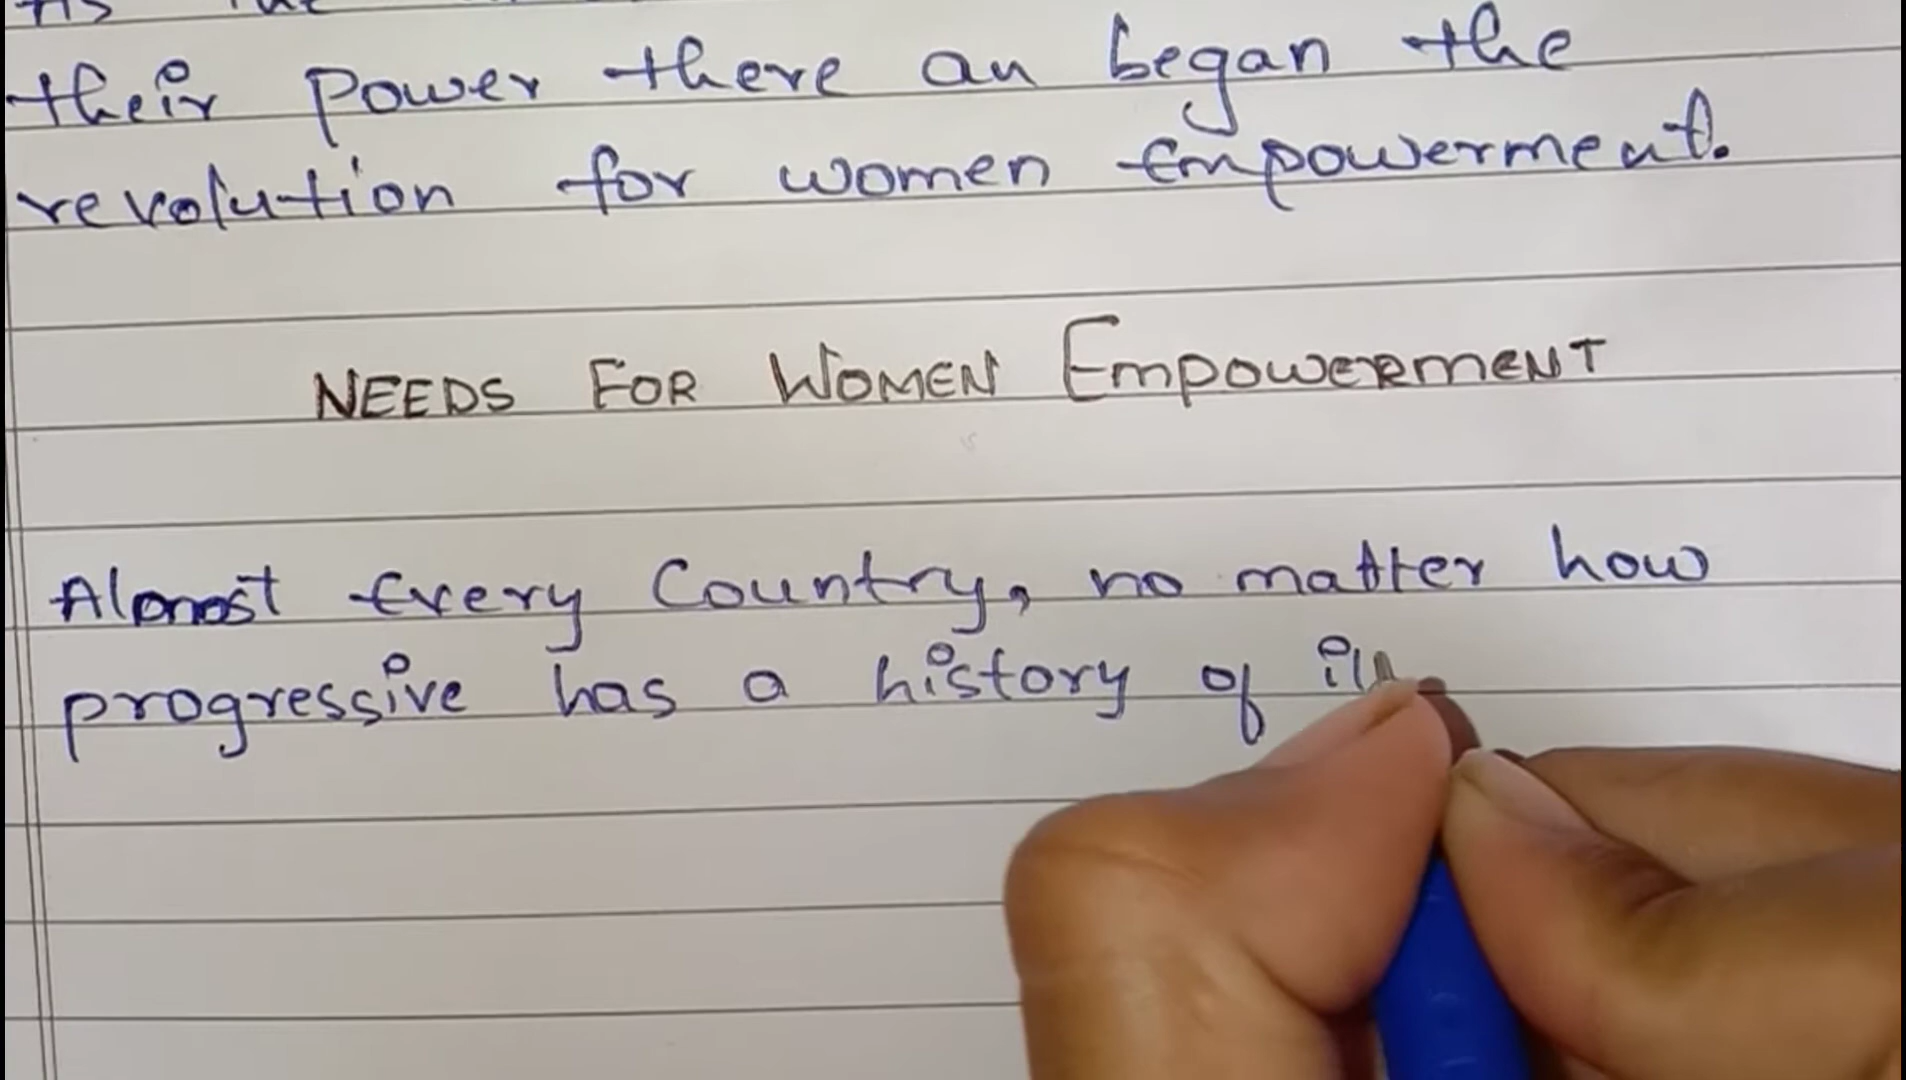 their power there an began the
revolution for women Empowerment.
NEEDS FOR WOMEN EMPOWERMENT
Almost Every Country, no matter how
progressive has a history of ill